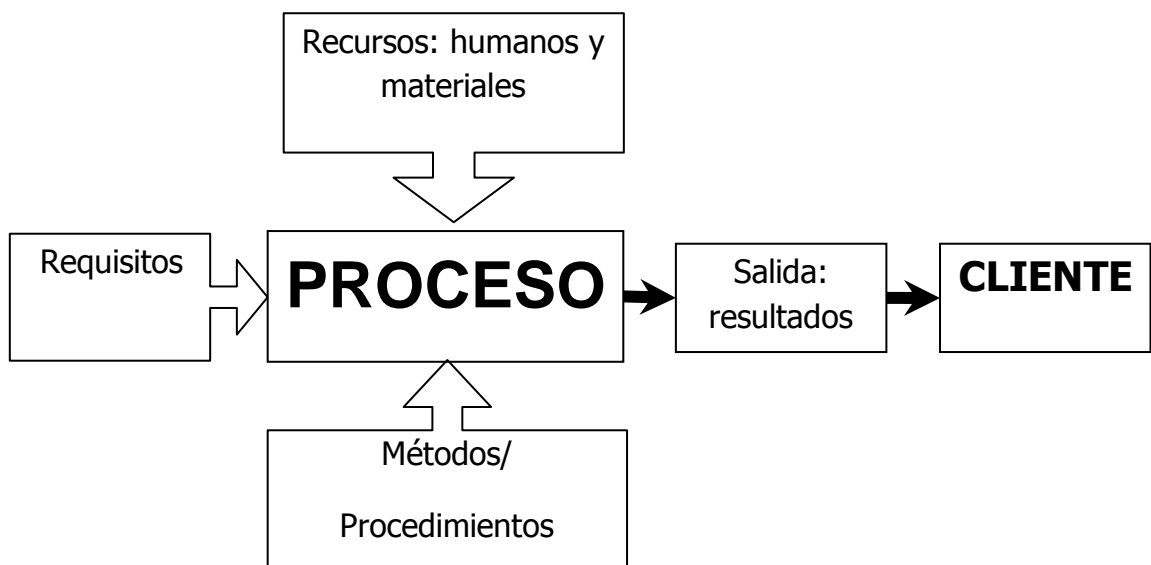 Recursos: humanos y
materiales
Requisitos
PROCESO
Salida:
resultados
CLIENTE
Métodos/
Procedimientos